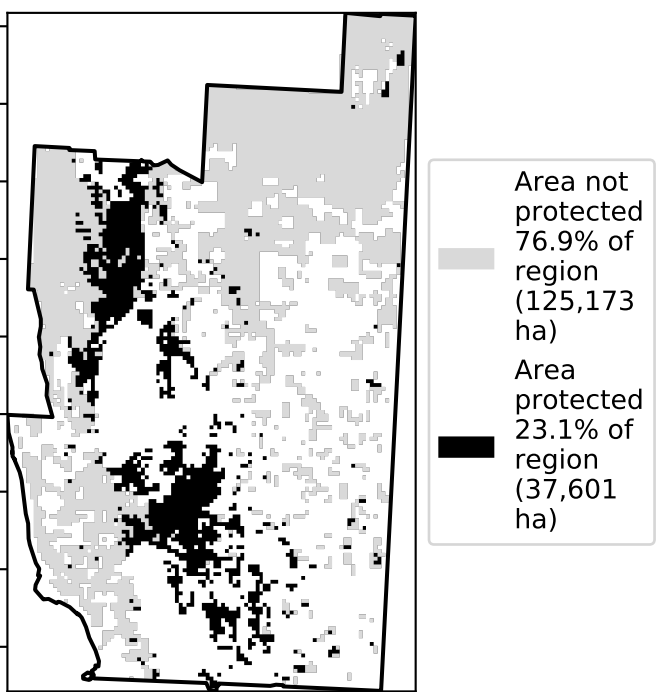 Area not
protected
76.9% of
region
(125,173
ha)
Area
protected
23.1% of
region
(37,601
ha)